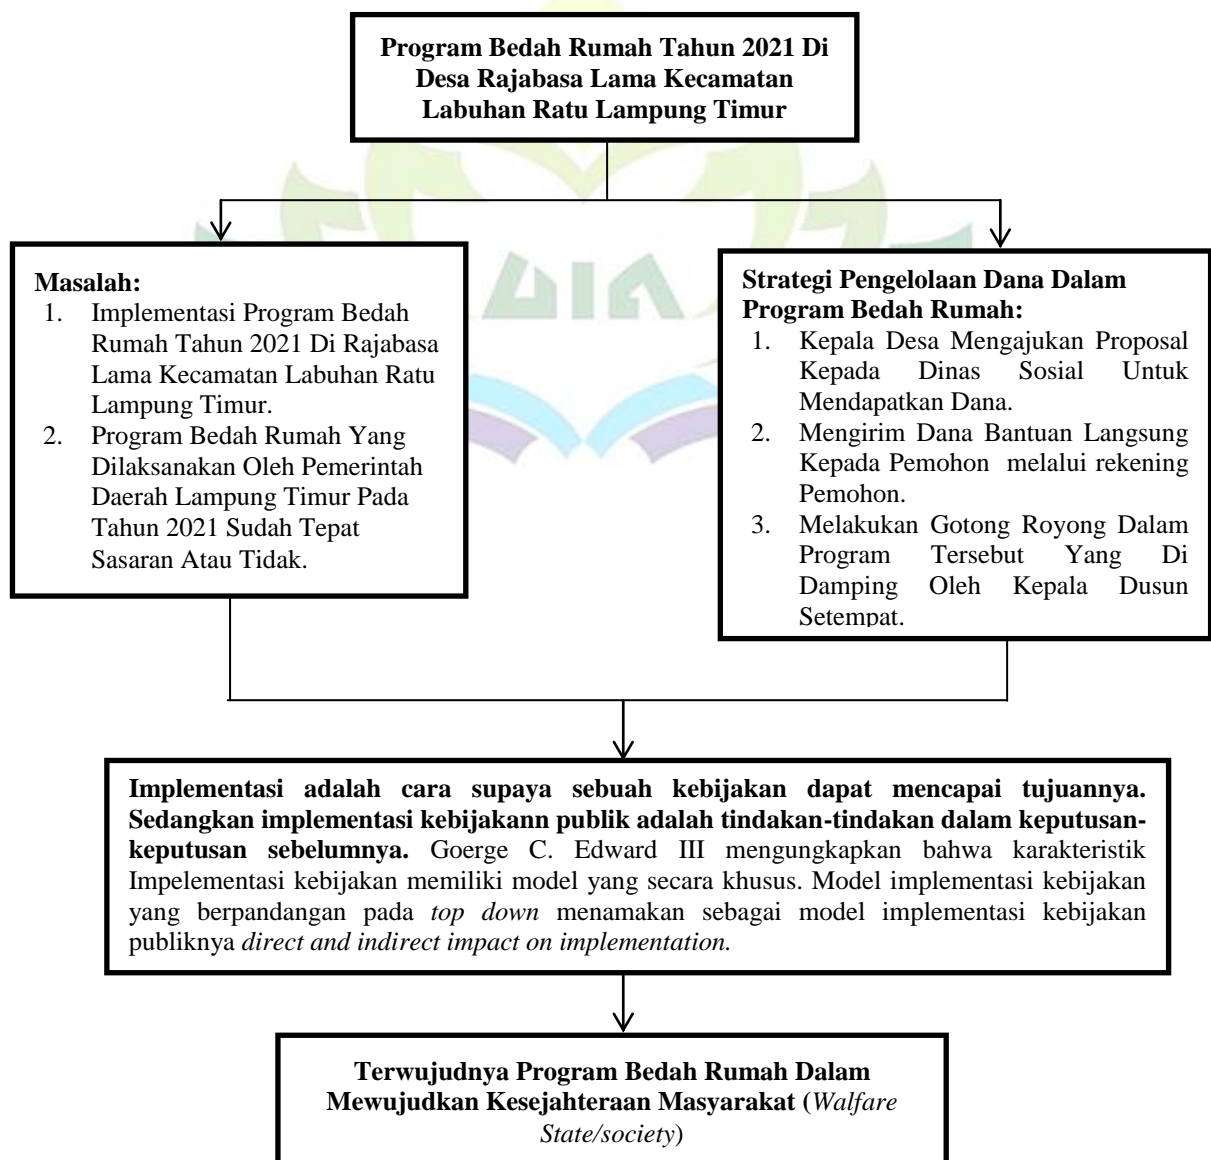 Program Bedah Rumah Tahun 2021 Di
Desa Rajabasa Lama Kecamatan
Labuhan Ratu Lampung Timur
Masalah:
1. Implementasi Program Bedah
Rumah Tahun 2021 Di Rajabasa
Lama Kecamatan Labuhan Ratu
Lampung Timur.
2. Program Bedah Rumah Yang
Dilaksanakan Oleh Pemerintah
Daerah Lampung Timur Pada
Tahun 2021 Sudah Tepat
Sasaran Atau Tidak.
Strategi Pengelolaan Dana Dalam
Program Bedah Rumah:
1. Kepala Desa Mengajukan Proposal
Kepada Dinas Sosial Untuk
Mendapatkan Dana.
2. Mengirim Dana Bantuan Langsung
Kepada Pemohon melalui rekening
Pemohon.
3. Melakukan Gotong Royong Dalam
Program Tersebut Yang Di
Damping Oleh Kepala Dusun
Setempat.
Implementasi adalah cara supaya sebuah kebijakan dapat mencapai tujuannya.
Sedangkan implementasi kebijakann publik adalah tindakan-tindakan dalam keputusan-
keputusan sebelumnya. Goerge C. Edward III mengungkapkan bahwa karakteristik
Impelementasi kebijakan memiliki model yang secara khusus. Model implementasi kebijakan
yang berpandangan pada top down menamakan sebagai model implementasi kebijakan
publiknya direct and indirect impact on implementation.
Terwujudnya Program Bedah Rumah Dalam
Mewujudkan Kesejahteraan Masyarakat (Walfare
State/society)